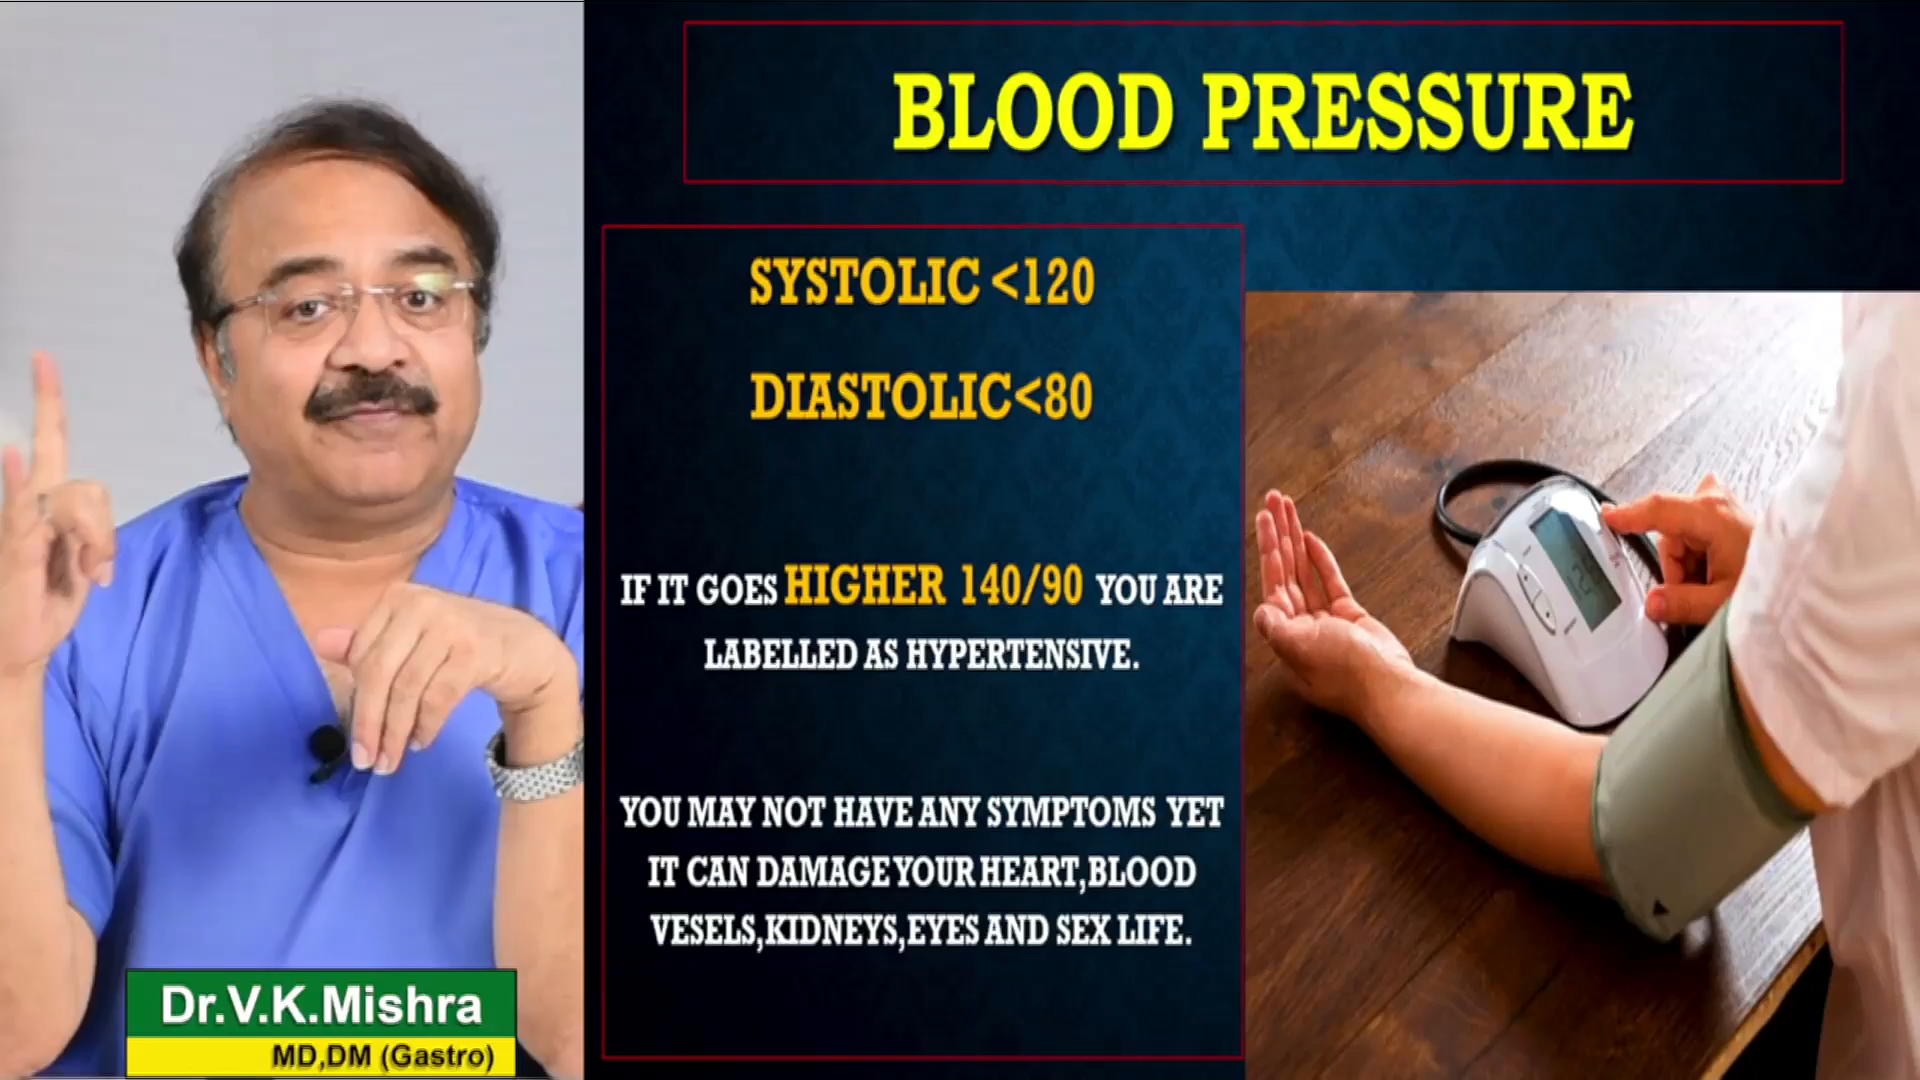 BLOOD PRESSURE
SYSTOLIC <120
DIASTOLIC<80
IF IT GOES HIGHER 140/90 YOU ARE
LABELLED AS HYPERTENSIVE.
YOU MAY NOT HAVE ANY SYMPTOMS YET
IT CAN DAMAGE YOUR HEART,BLOOD
VESELS,KIDNEYS,EYES AND SEX LIFE.
Dr.V.K.Mishra
MD,DM (Gastro)